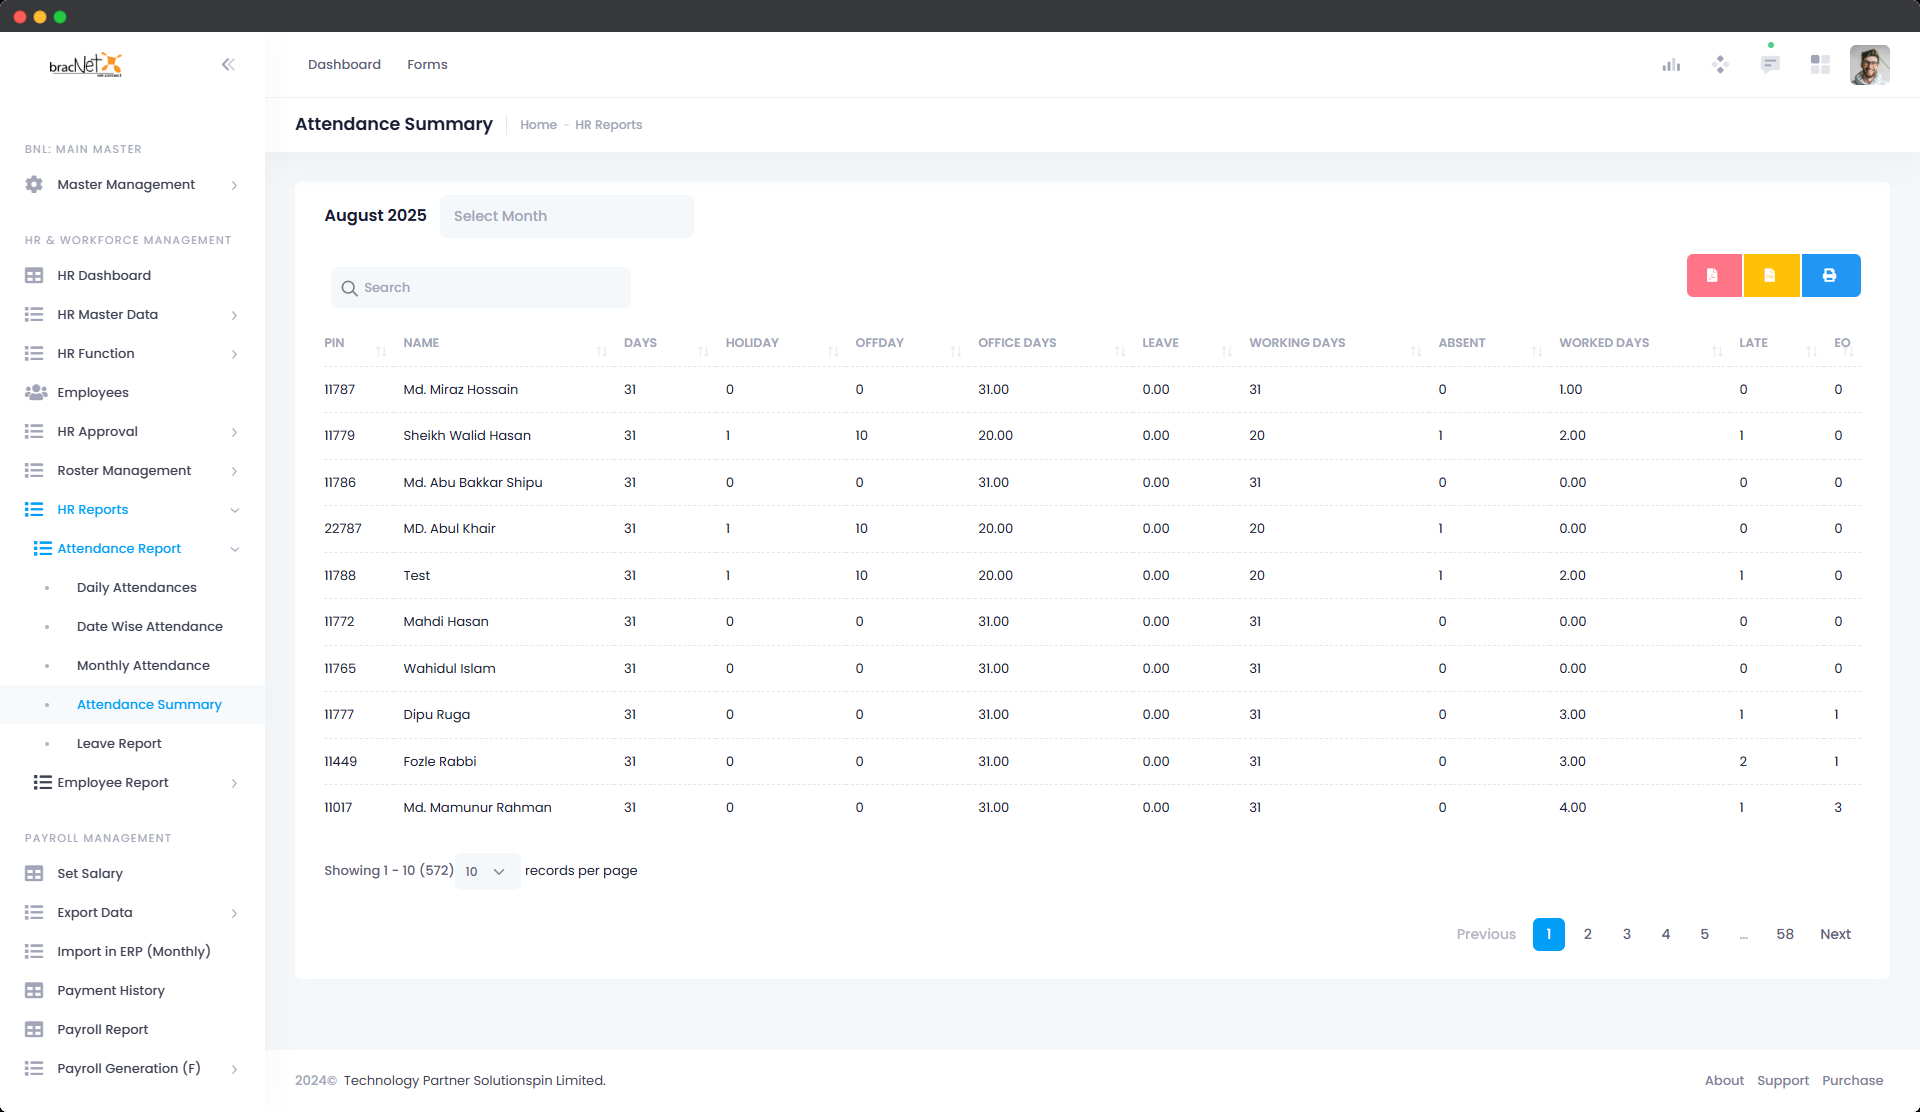 bracNet
Dashboard Forms
Attendance Summary Home - HR Reports
BNL: MAIN MASTER
Master Management
HR & WORKFORCE MANAGEMENT
HR Dashboard
HR Master Data
HR Function
Employees
HR Approval
Roster Management
HR Reports
Attendance Report
Daily Attendances
Date Wise Attendance
Monthly Attendance
Attendance Summary
Leave Report
Employee Report
PAYROLL MANAGEMENT
Set Salary
Export Data
Import in ERP (Monthly)
Payment History
Payroll Report
Payroll Generation (F)
August 2025 Select Month
Search
PIN NAME DAYS HOLIDAY OFFDAY OFFICE DAYS LEAVE WORKING DAYS ABSENT WORKED DAYS LATE EO
11787 Md. Miraz Hossain 31 0 0 31.00 0.00 31 0 1.00 0 0
11779 Sheikh Walid Hasan 31 1 10 20.00 0.00 20 1 2.00 1 0
11786 Md. Abu Bakkar Shipu 31 0 0 31.00 0.00 31 0 0.00 0 0
22787 MD. Abul Khair 31 1 10 20.00 0.00 20 1 0.00 0 0
11788 Test 31 1 10 20.00 0.00 20 1 2.00 1 0
11772 Mahdi Hasan 31 0 0 31.00 0.00 31 0 0.00 0 0
11765 Wahidul Islam 31 0 0 31.00 0.00 31 0 0.00 0 0
11777 Dipu Ruga 31 0 0 31.00 0.00 31 0 3.00 1 1
11449 Fozle Rabbi 31 0 0 31.00 0.00 31 0 3.00 2 1
11017 Md. Mamunur Rahman 31 0 0 31.00 0.00 31 0 4.00 1 3
Showing 1 - 10 (572) 10 records per page
Previous 1 2 3 4 5 ... 58 Next
2024© Technology Partner Solutionspin Limited.
About Support Purchase